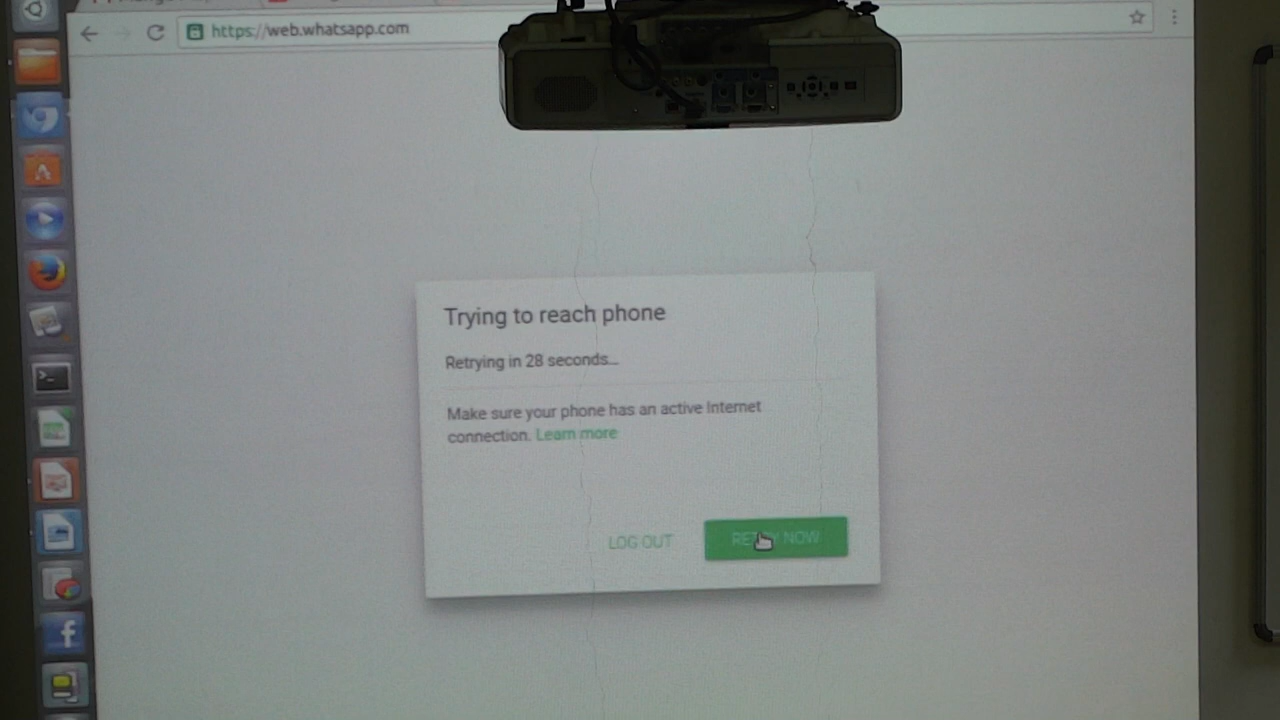 https://web.whatsapp.com
Trying to reach phone
Retrying in 28 seconds...
Make sure your phone has an active Internet
connection. Learn more
LOG OUT
RETRY NOW